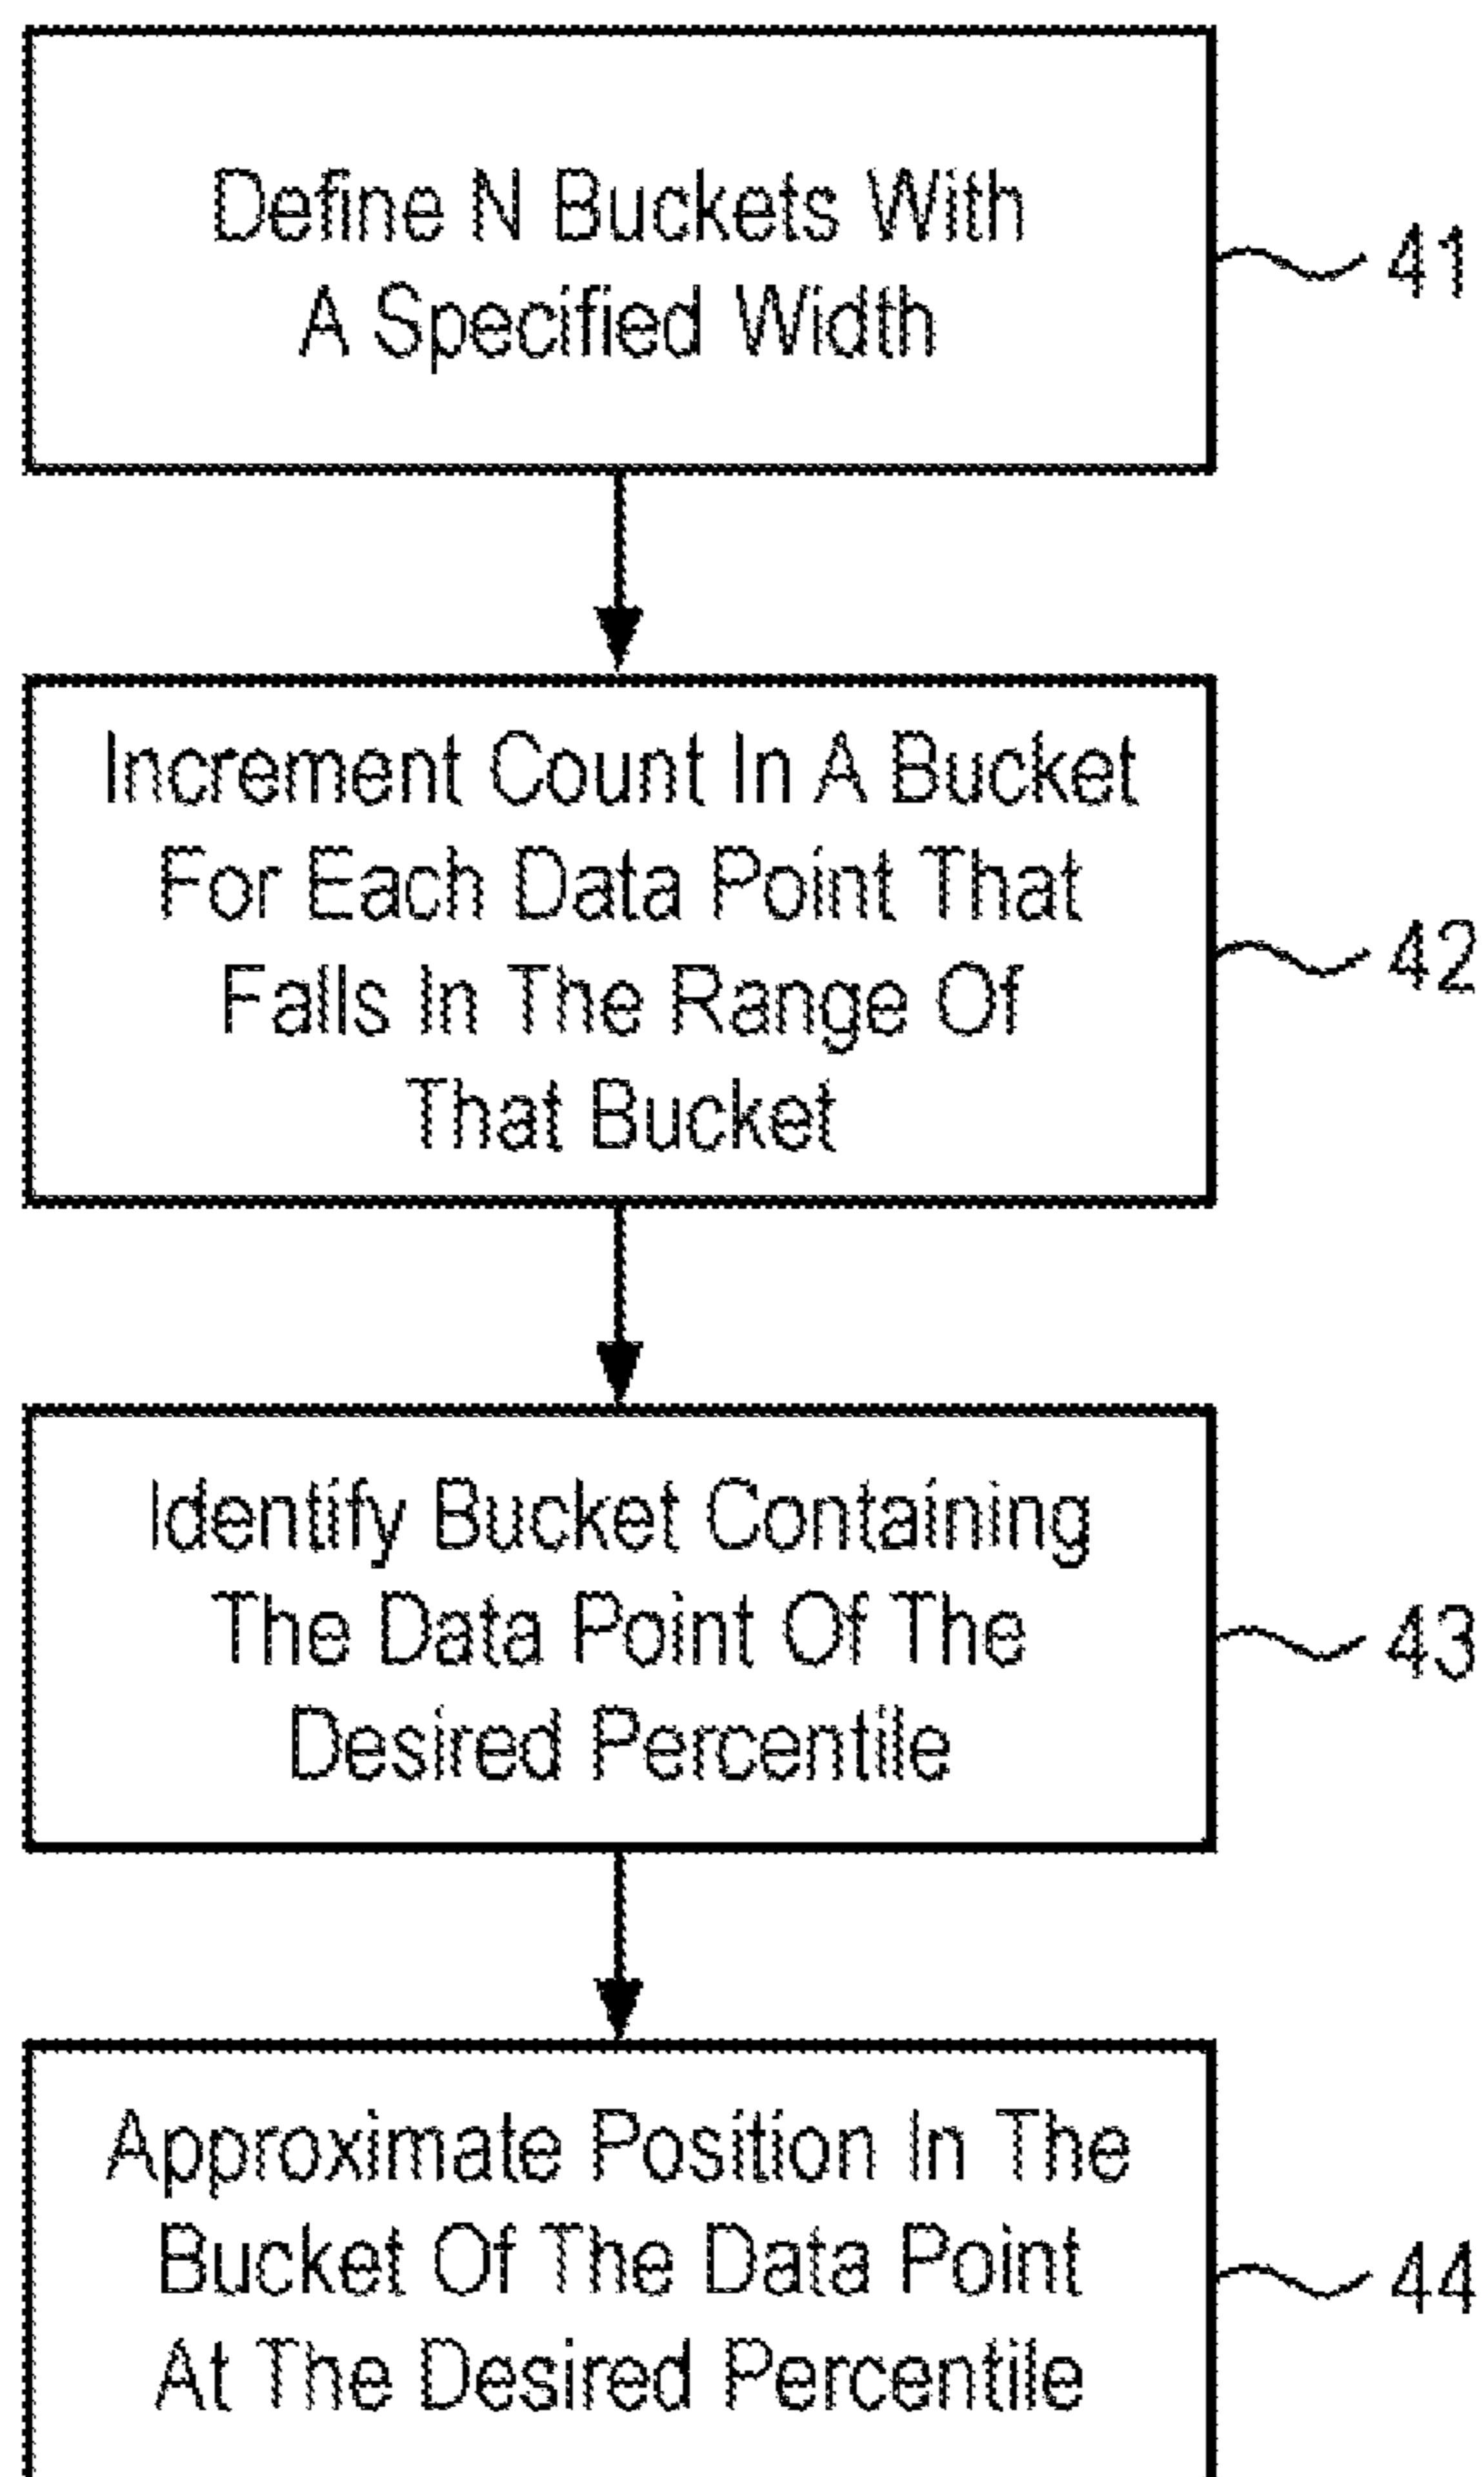 Define N Buckets With
A Specified Width
41
Increment Count In A Bucket
For Each Data Point That
Falls In The Range Of
That Bucket
42
Identify Bucket Containing
The Data Point Of The
Desired Percentile
43
Approximate Position In The
Bucket Of The Data Point
At The Desired Percentile
44